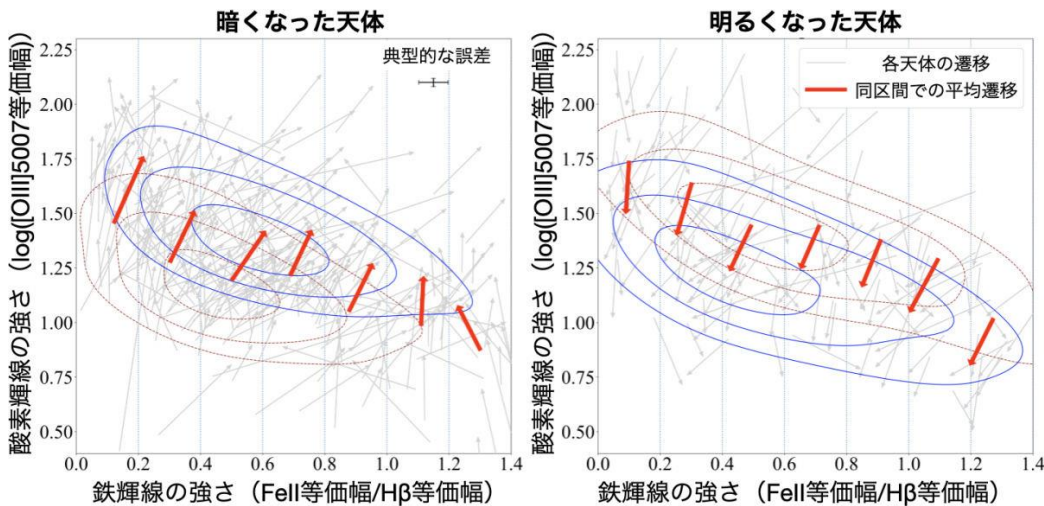 暗くなった天体
明るくなった天体
酸素輝線の強さ（log([OIII]5007等価幅))
2.25
2.00
1.75
1.50
1.25
1.00
0.75
0.50
典型的な誤差
0.0 0.2 0.4 0.6 0.8 1.0 1.2 1.4
鉄輝線の強さ（FeII等価幅/Hβ等価幅）
酸素輝線の強さ（log([OIII]5007等価幅))
2.25
2.00
1.75
1.50
1.25
1.00
0.75
0.50
各天体の遷移
同区間での平均遷移
0.0 0.2 0.4 0.6 0.8 1.0 1.2 1.4
鉄輝線の強さ（FeII等価幅/Hβ等価幅）